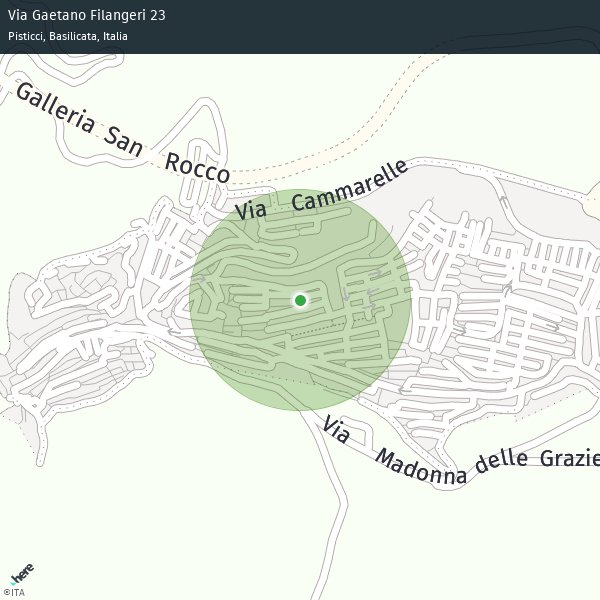 Via Gaetano Filangeri 23
Pisticci, Basilicata, Italia
Galleria San Rocco
Via Cammarelle
Via Madonna delle Grazie
here
©ITA